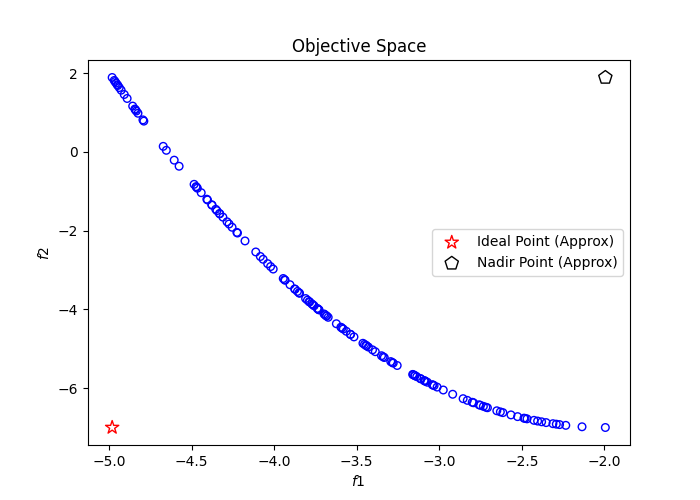 Objective Space
2
0
−2
−4
−6
f2
Ideal Point (Approx)
Nadir Point (Approx)
−5.0 −4.5 −4.0 −3.5 −3.0 −2.5 −2.0
f1